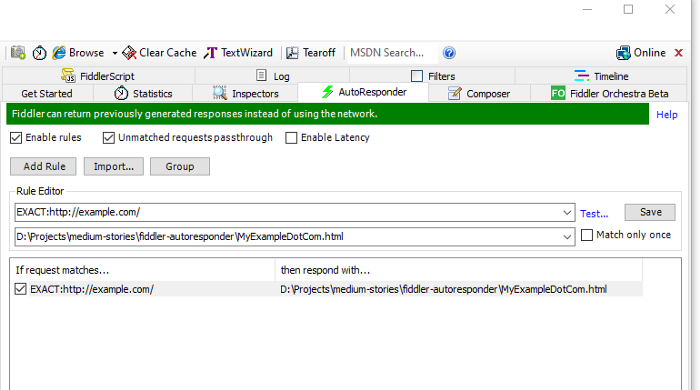 Browse Clear Cache TextWizard Tearoff MSDN Search... Online
FiddlerScript Log Filters Timeline
Get Started Statistics Inspectors AutoResponder Composer FO Fiddler Orchestra Beta
Fiddler can return previously generated responses instead of using the network. Help
Enable rules Unmatched requests passthrough Enable Latency
Add Rule Import... Group
Rule Editor
EXACT:http://example.com/ Test... Save
D:\Projects\medium-stories\fiddler-autoresponder\MyExampleDotCom.html Match only once
If request matches... then respond with...
EXACT:http://example.com/ D:\Projects\medium-stories\fiddler-autoresponder\MyExampleDotCom.html